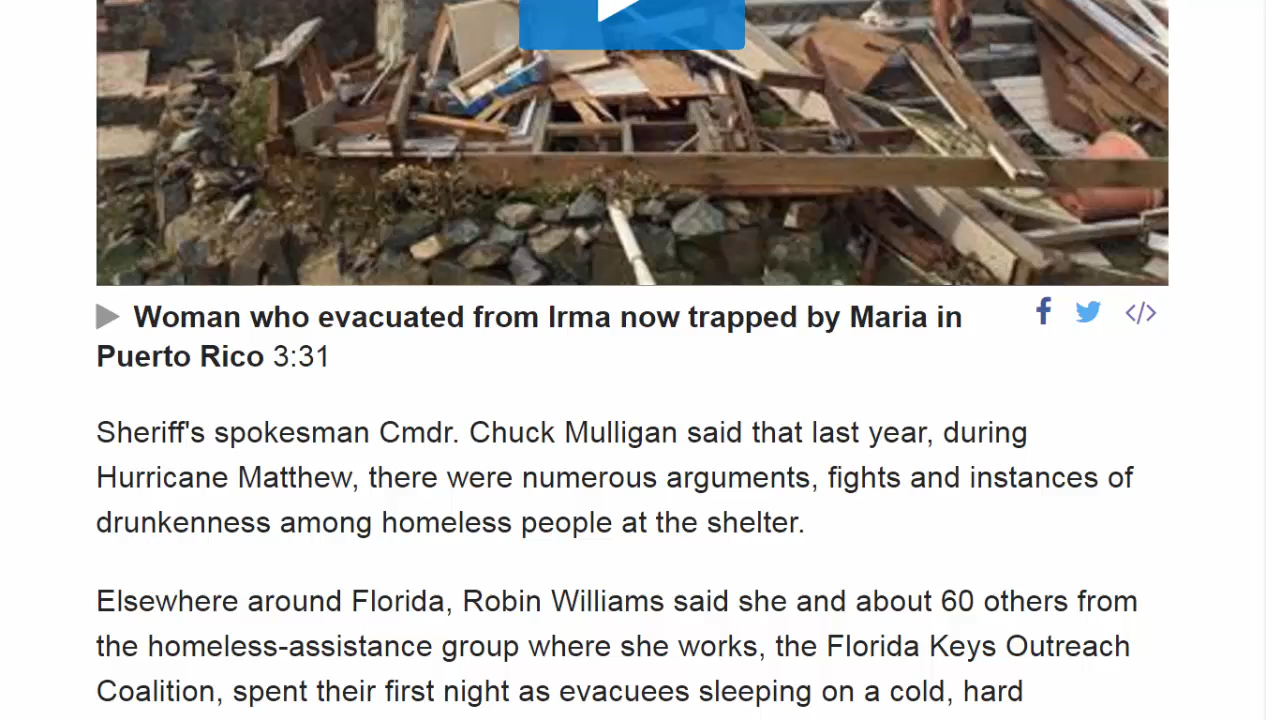 Woman who evacuated from Irma now trapped by Maria in
Puerto Rico 3:31
Sheriff's spokesman Cmdr. Chuck Mulligan said that last year, during
Hurricane Matthew, there were numerous arguments, fights and instances of
drunkenness among homeless people at the shelter.
Elsewhere around Florida, Robin Williams said she and about 60 others from
the homeless-assistance group where she works, the Florida Keys Outreach
Coalition, spent their first night as evacuees sleeping on a cold, hard